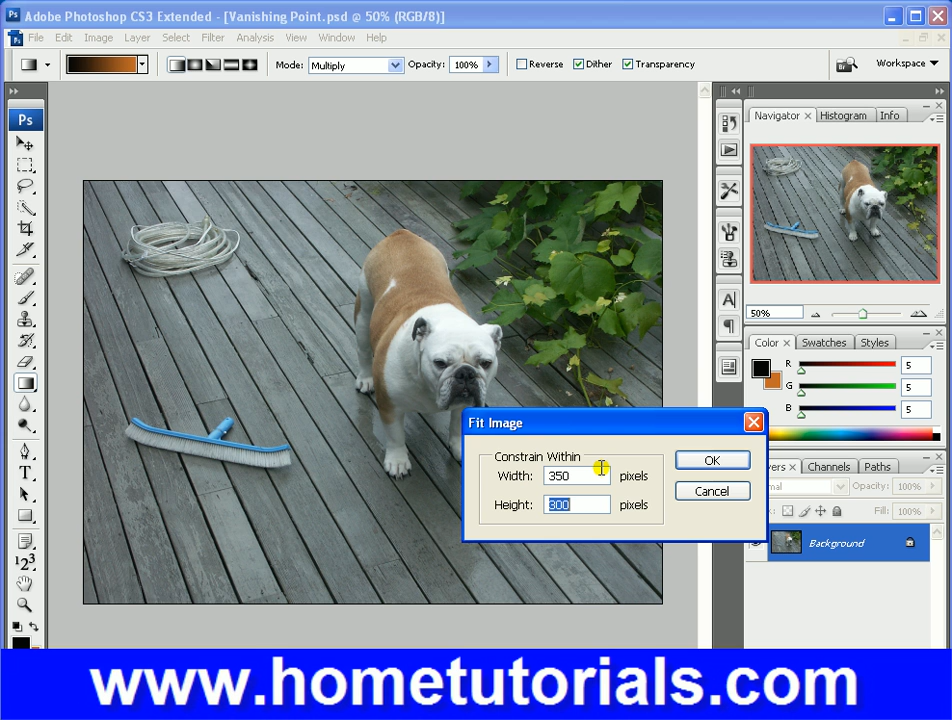 Adobe Photoshop CS3 Extended - [Vanishing Point.psd @ 50% (RGB/8)]
File Edit Image Layer Select Filter Analysis View Window Help
Mode: Multiply Opacity: 100% Reverse Dither Transparency Workspace
Ps
Navigator Histogram Info
50%
Color Swatches Styles
R 5
G 5
B 5
Fit Image
Constrain Within
Width: 350 pixels
Height: 300 pixels
OK
Cancel
Channels Paths
Opacity: 100%
Fill: 100%
Background
www.hometutorials.com